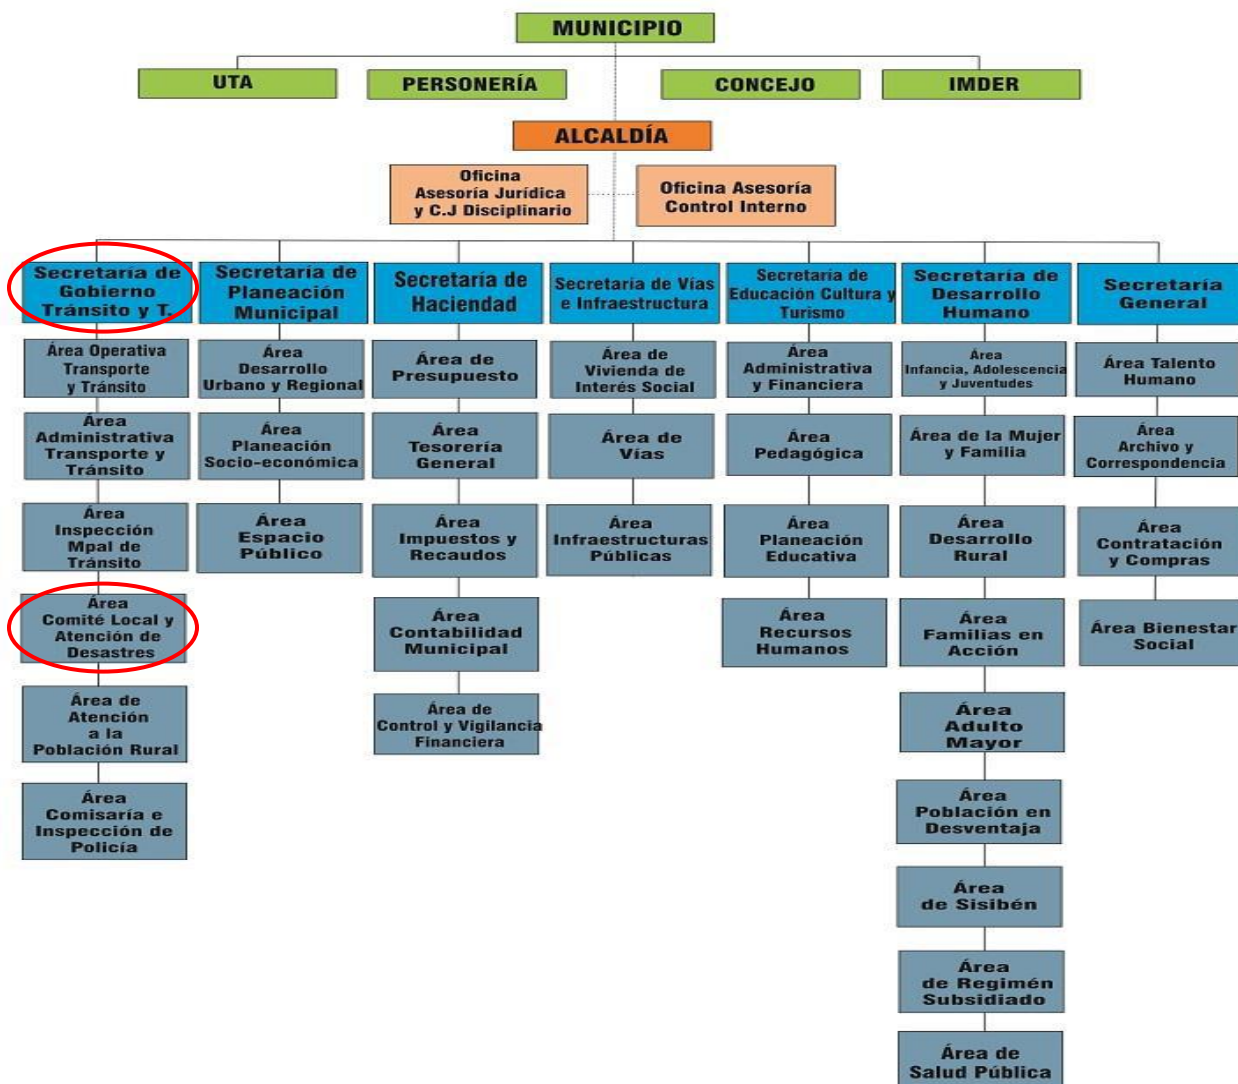 MUNICIPIO
UTA
PERSONERÍA
CONCEJO
IMDER
ALCALDÍA
Oficina
Asesoría Jurídica
y C.J Disciplinario
Oficina Asesoría
Control Interno
Secretaría de
Gobierno
Tránsito y T.
Secretaría de
Planeación
Municipal
Secretaría de
Haciendad
Secretaría de Vías
e Infraestructura
Secretaría de
Educación Cultura y
Turismo
Secretaría de
Desarrollo
Humano
Secretaría
General
Área Operativa
Transporte
y Tránsito
Área
Administrativa
Transporte y
Tránsito
Área
Inspección
Mpal de
Tránsito
Área
Comité Local y
Atención de
Desastres
Área de
Atención
a la
Población Rural
Área
Comisaría e
Inspección de
Policía
Área
Desarrollo
Urbano y Regional
Área
Planeación
Socio-económica
Área
Espacio
Público
Área de
Presupuesto
Área
Tesorería
General
Área
Impuestos y
Recaudos
Área
Contabilidad
Municipal
Área de
Control y Vigilancia
Financiera
Área de
Vivienda de
Interés Social
Área de
Vías
Área
Infraestructuras
Públicas
Área
Administrativa
y Financiera
Área
Pedagógica
Área
Planeación
Educativa
Área
Recursos
Humanos
Área
Infancia, Adolescencia
y Juventudes
Área de la Mujer
y Familia
Área
Desarrollo
Rural
Área
Familias en
Acción
Área
Adulto
Mayor
Área
Población en
Desventaja
Área
de Sisibén
Área
de Regimén
Subsidiado
Área de
Salud Pública
Área Talento
Humano
Área
Archivo y
Correspondencia
Área
Contratación
y Compras
Área Bienestar
Social